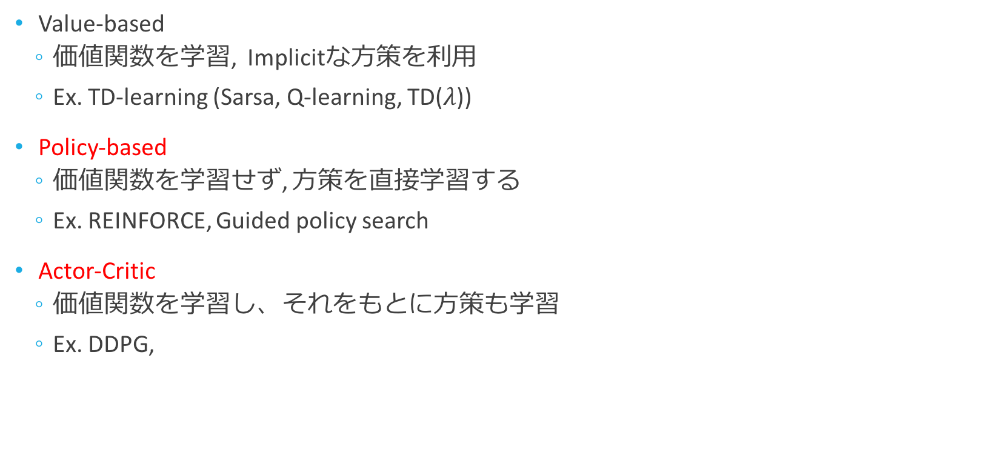 • Value-based
◦ 価値関数を学習, Implicitな方策を利用
◦ Ex. TD-learning (Sarsa, Q-learning, TD(λ))
• Policy-based
◦ 価値関数を学習せず, 方策を直接学習する
◦ Ex. REINFORCE, Guided policy search
• Actor-Critic
◦ 価値関数を学習し、それをもとに方策も学習
◦ Ex. DDPG,